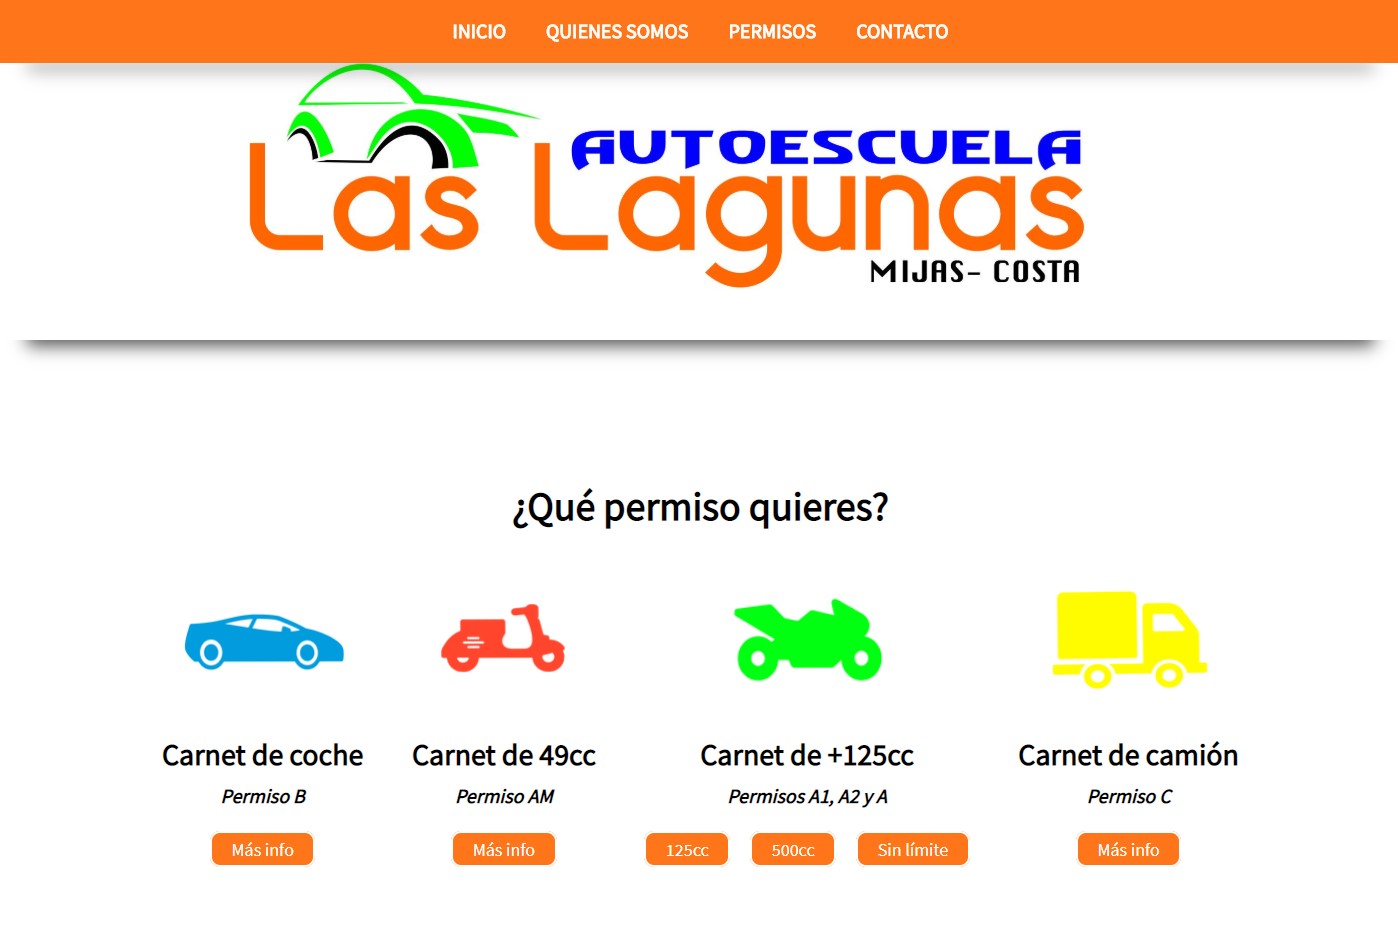 INICIO QUIENES SOMOS PERMISOS CONTACTO
AUTOESCUELA
Las Lagunas
MIJAS- COSTA
¿Qué permiso quieres?
Carnet de coche Carnet de 49cc Carnet de +125cc Carnet de camión
Permiso B Permiso AM Permisos A1, A2 y A Permiso C
Más info Más info 125cc 500cc Sin límite Más info